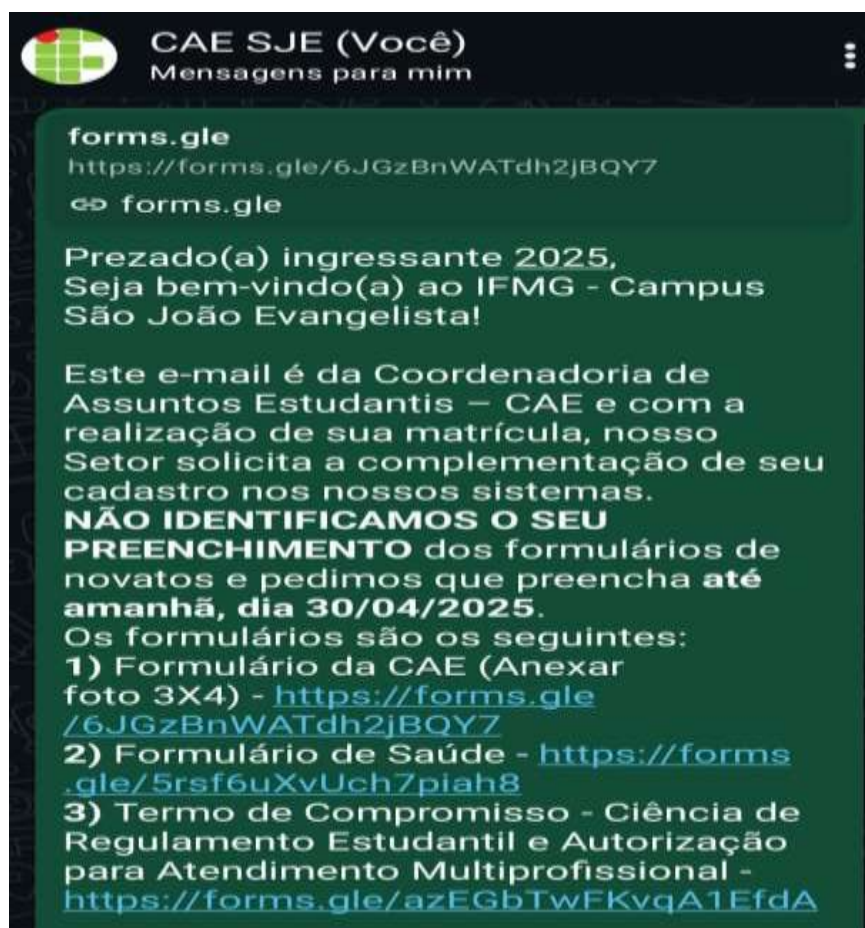 CAE SJE (Você)
Mensagens para mim
forms.gle
https://forms.gle/6JGzBnWATdh2jBQY7
forms.gle
Prezado(a) ingressante 2025,
Seja bem-vindo(a) ao IFMG - Campus
São João Evangelista!
Este e-mail é da Coordenadoria de
Assuntos Estudantis – CAE e com a
realização de sua matrícula, nosso
Setor solicita a complementação de seu
cadastro nos nossos sistemas.
NÃO IDENTIFICAMOS O SEU
PREENCHIMENTO dos formulários de
novatos e pedimos que preencha até
amanhã, dia 30/04/2025.
Os formulários são os seguintes:
1) Formulário da CAE (Anexar
foto 3X4) - https://forms.gle
/6JGzBnWATdh2jBQY7
2) Formulário de Saúde - https://forms
.gle/5rsf6uXvUch7piah8
3) Termo de Compromisso - Ciência de
Regulamento Estudantil e Autorização
para Atendimento Multiprofissional -
https://forms.gle/azEGbTwFKvqA1EfdA